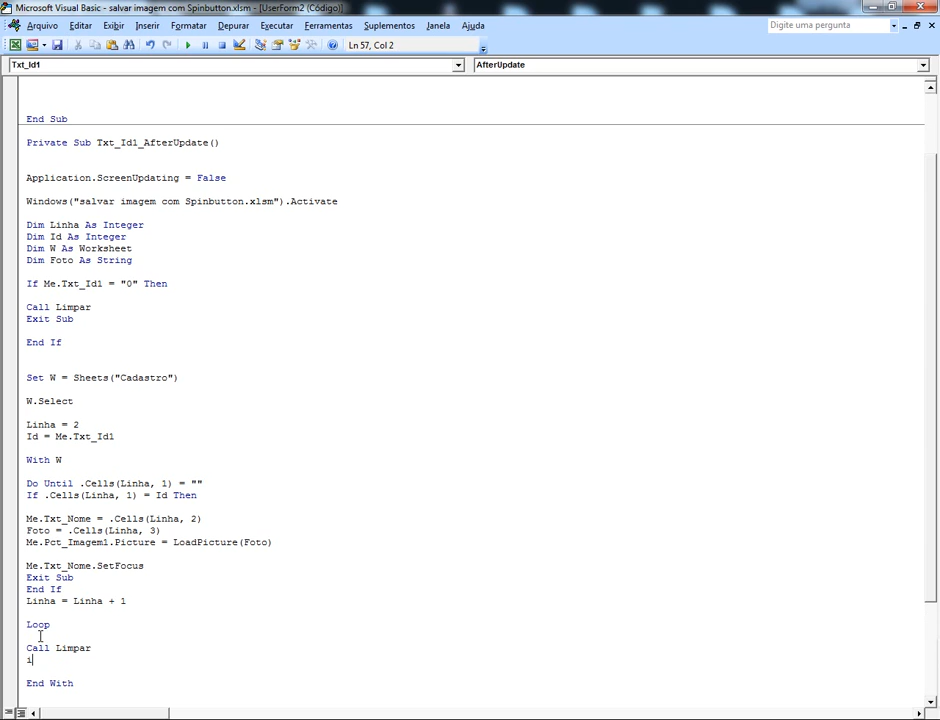 Microsoft Visual Basic - salvar imagem com Spinbutton.xlsm - [UserForm2 (Código)]
Arquivo Editar Exibir Inserir Formatar Depurar Executar Ferramentas Suplementos Janela Ajuda Digite uma pergunta
Ln 57, Col 2
Txt_Id1 AfterUpdate
End Sub
Private Sub Txt_Id1_AfterUpdate()
Application.ScreenUpdating = False
Windows("salvar imagem com Spinbutton.xlsm").Activate
Dim Linha As Integer
Dim Id As Integer
Dim W As Worksheet
Dim Foto As String
If Me.Txt_Id1 = "0" Then
Call Limpar
Exit Sub
End If
Set W = Sheets("Cadastro")
W.Select
Linha = 2
Id = Me.Txt_Id1
With W
Do Until .Cells(Linha, 1) = ""
If .Cells(Linha, 1) = Id Then
Me.Txt_Nome = .Cells(Linha, 2)
Foto = .Cells(Linha, 3)
Me.Pct_Imagem1.Picture = LoadPicture(Foto)
Me.Txt_Nome.SetFocus
Exit Sub
End If
Linha = Linha + 1
Loop
Call Limpar
i
End With